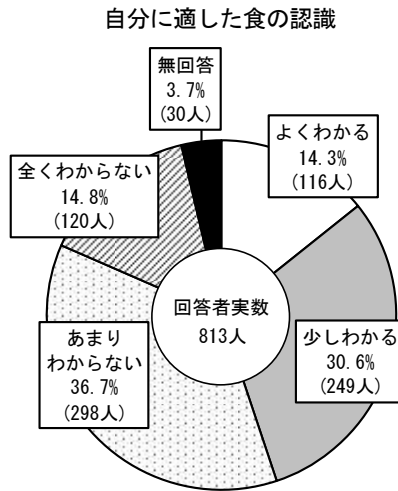 自分に適した食の認識
無回答
3.7%
(30人)
よくわかる
14.3%
(116人)
全くわからない
14.8%
(120人)
回答者実数
813人
あまり
わからない
36.7%
(298人)
少しわかる
30.6%
(249人)